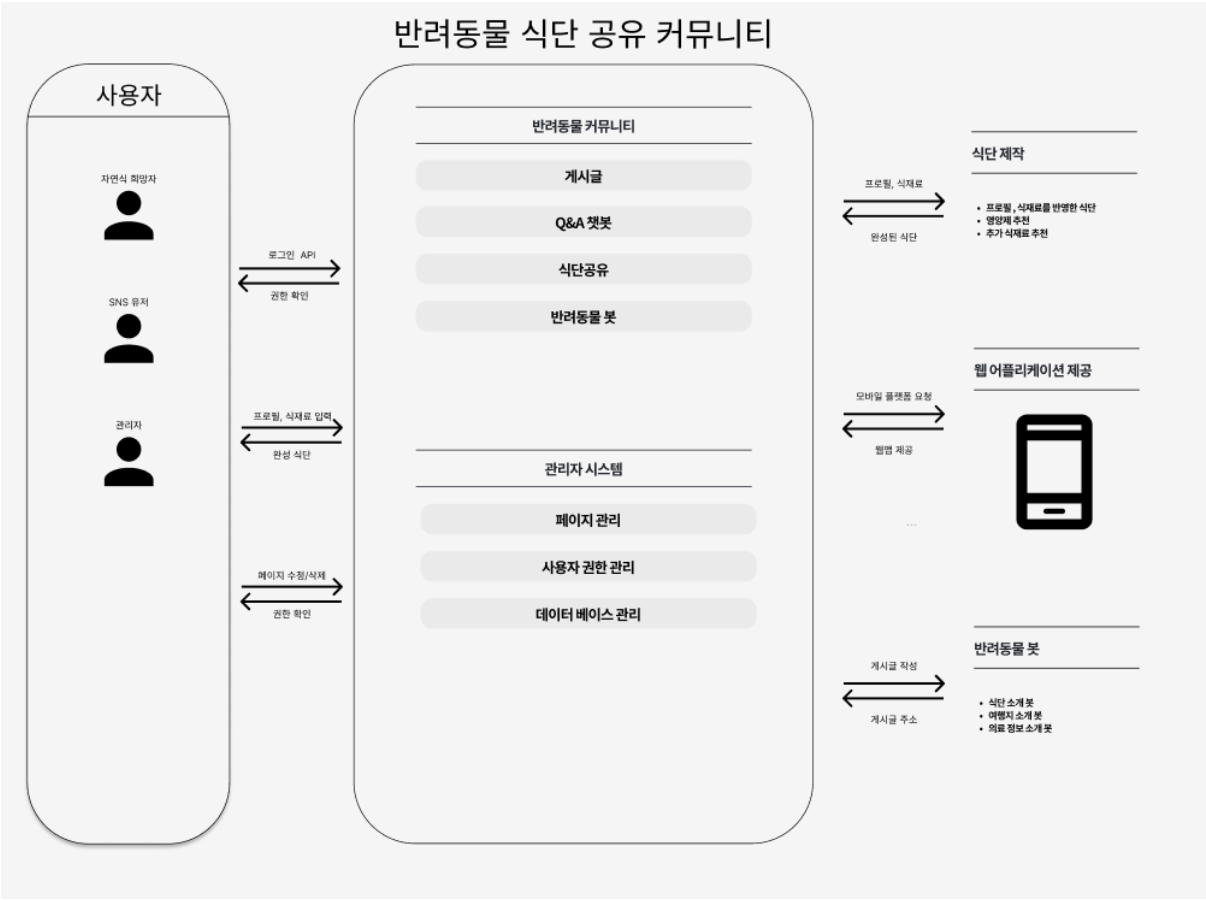 반려동물 식단 공유 커뮤니티
사용자
자연식 희망자
SNS 유저
관리자
로그인 API
권한 확인
프로필, 식재료 입력
완성 식단
페이지 수정/삭제
권한 확인
반려동물 커뮤니티
게시글
Q&A 챗봇
식단공유
반려동물 봇
관리자 시스템
페이지 관리
사용자 권한 관리
데이터 베이스 관리
프로필, 식재료
완성된 식단
모바일 플랫폼 요청
웹앱 제공
...
게시글 작성
게시글 주소
식단 제작
• 프로필 , 식재료를 반영한 식단
• 영양제 추천
• 추가 식재료 추천
웹 어플리케이션 제공
반려동물 봇
• 식단 소개 봇
• 여행지 소개 봇
• 의료 정보 소개 봇